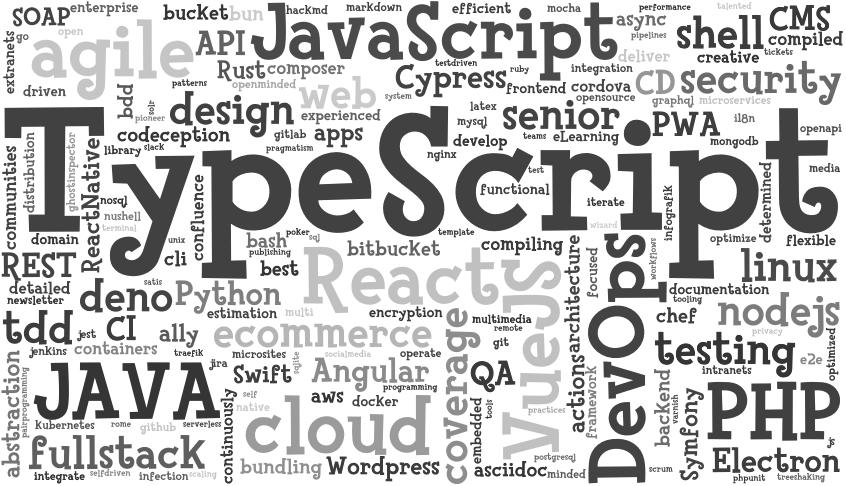 SOAP
enterprise
bucket
bun
hackmd
markdown
efficient
mocha
performance
talented
CMS
compiled
go
open
extranets
agile
API
JavaScript
async
pipelines
shell
creative
tickets
deliver
driven
Rust
composer
testdriven
ruby
integration
Cypress
frontend
cordova
opensource
CD
security
graphql
microservices
patterns
openminded
web
system
bdd
solr
pioneer
design
experienced
latex
mysql
senior
PWA
i18n
openapi
codeception
gitlab
apps
develop
teams
eLearning
mongodb
library
slack
pragmatism
nginx
TypeScript
communities
distribution
ghostinspector
ReactNative
nosql
nushell
terminal
confluence
test
functional
iterate
wizard
infografik
determined
media
domain
unix
cli
bash
poker
sql
publishing
best
bitbucket
template
compiling
optimize
flexible
REST
detailed
newsletter
satis
deno
Python
estimation
multi
ReactJS
encryption
multimedia
remote
git
VueJS
architecture
actions
focused
framework
DevOps
workflows
linux
documentation
tooling
chef
nodejs
privacy
tdd
jest
CI
ally
ecommerce
jenkins
containers
traefik
microsites
socialmedia
operate
coverage
testing
e2e
optimized
intranets
abstraction
pairprogramming
JAVA
jira
Swift
sqlite
Angular
programming
QA
self
native
aws
docker
embedded
tools
practices
backend
varnish
Symfony
PHP
js
kubernetes
rome
github
serverless
continuously
cloud
fullstack
bundling
Wordpress
asciidoc
postgresql
minded
scrum
Electron
integrate
selfdriven
infection
scaling
phpunit
treeshaking